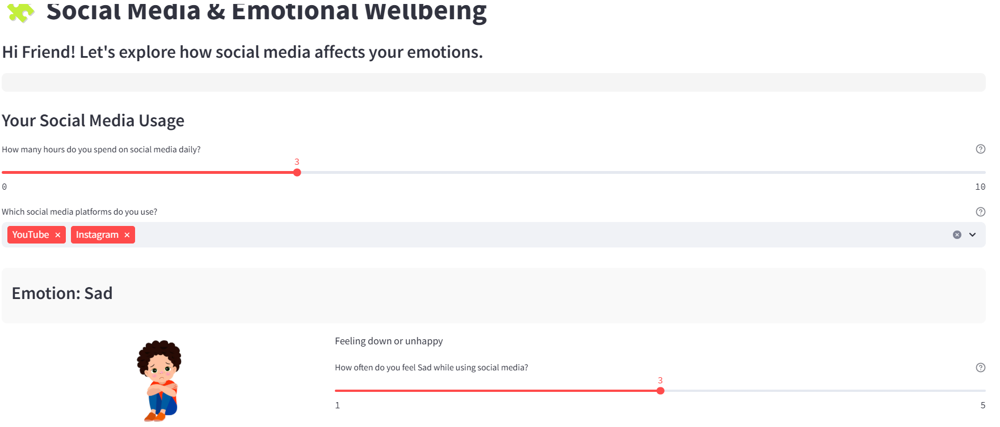 Social Media & Emotional Wellbeing
Hi Friend! Let's explore how social media affects your emotions.
Your Social Media Usage
How many hours do you spend on social media daily?
3
0 10
Which social media platforms do you use?
YouTube × Instagram ×
Emotion: Sad
Feeling down or unhappy
How often do you feel Sad while using social media?
3
1 5